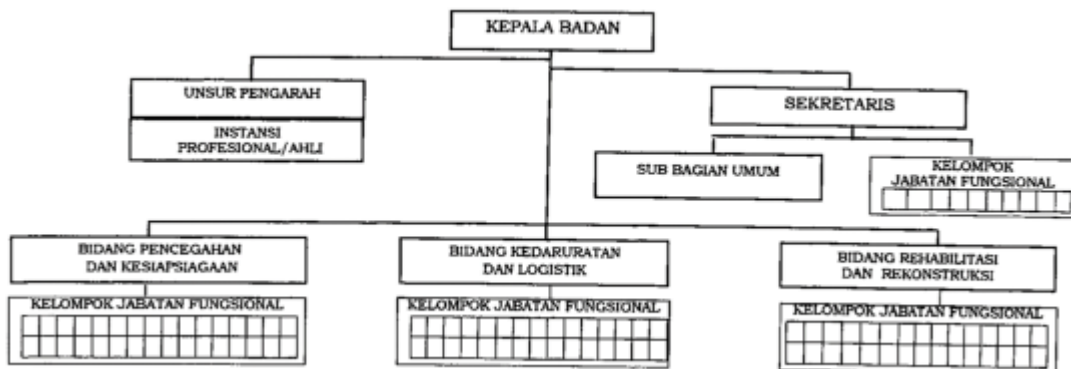 KEPALA BADAN
UNSUR PENGARAH
INSTANSI
PROFESIONAL/AHLI
SEKRETARIS
SUB BAGIAN UMUM
KELOMPOK
JABATAN FUNGSIONAL
BIDANG PENCEGAHAN
DAN KESIAPSIAGAAN
KELOMPOK JABATAN FUNGSIONAL
BIDANG KEDARURATAN
DAN LOGISTIK
KELOMPOK JABATAN FUNGSIONAL
BIDANG REHABILITASI
DAN REKONSTRUKSI
KELOMPOK JABATAN FUNGSIONAL